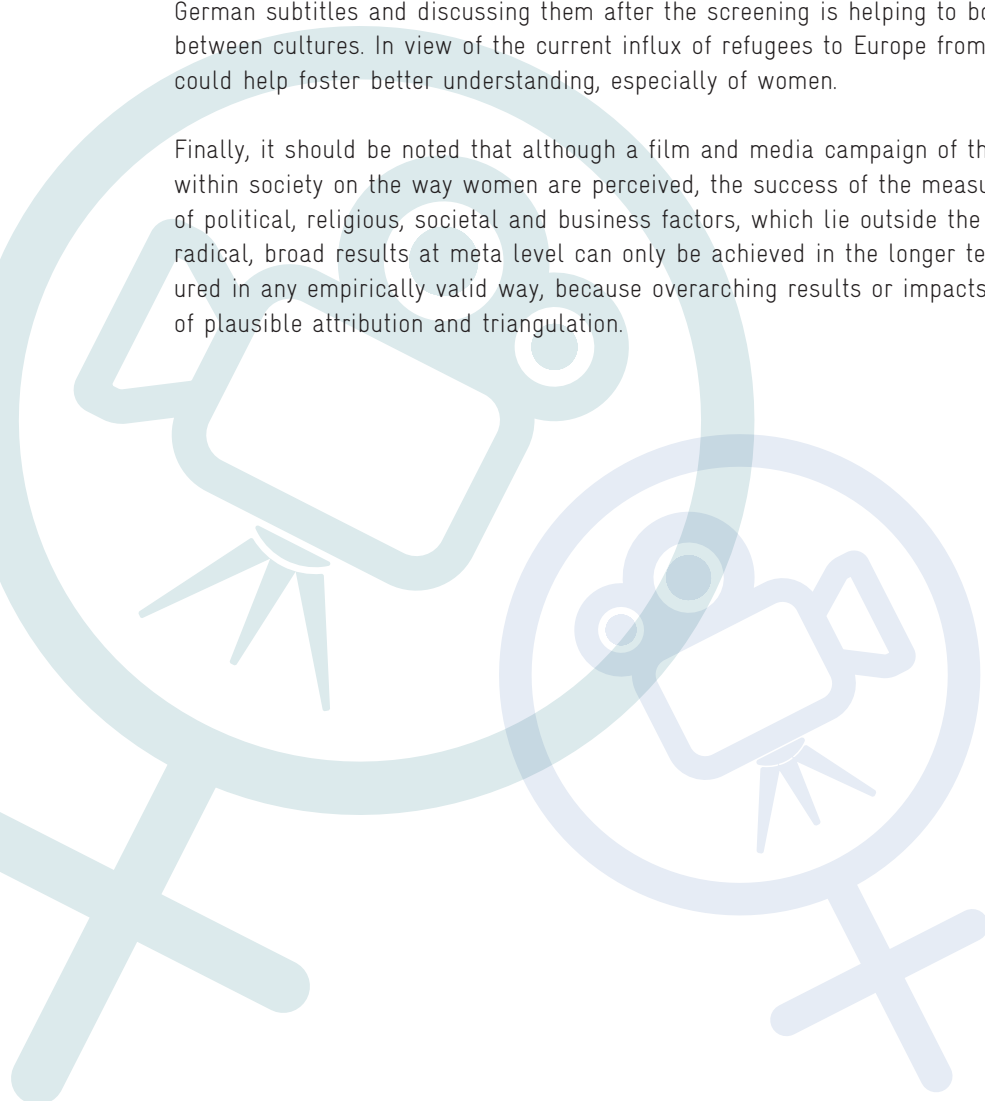 German subtitles and discussing them after the screening is helping to
between cultures. In view of the current influx of refugees to Europe from
could help foster better understanding, especially of women.
Finally, it should be noted that although a film and media campaign of
within society on the way women are perceived, the success of the
of political, religious, societal and business factors, which lie outside the
radical, broad results at meta level can only be achieved in the longer
ured in any empirically valid way, because overarching results or impacts
of plausible attribution and triangulation.